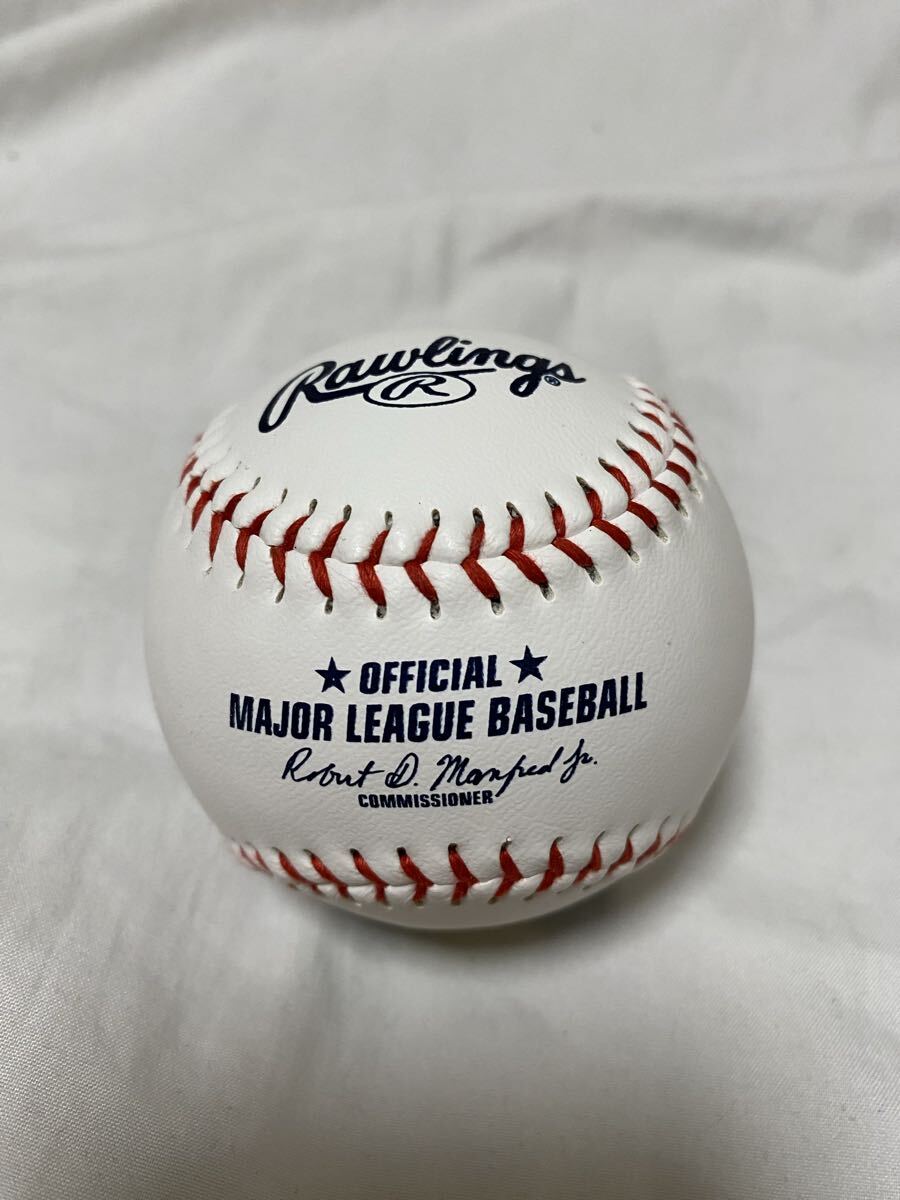 Rawlings®
R
★ OFFICIAL ★
MAJOR LEAGUE BASEBALL
Robert D. Manfred Jr.
COMMISSIONER